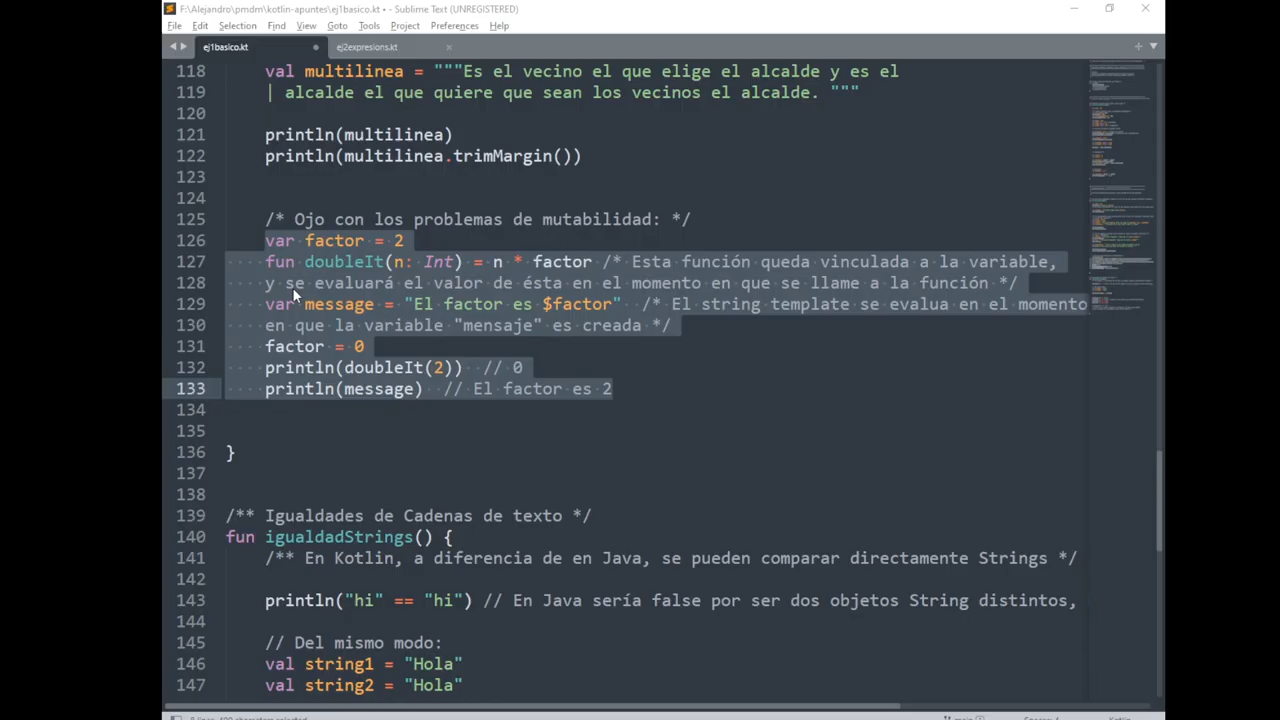 F:\Alejandro\pmdm\kotlin-apuntes\ej1basico.kt • - Sublime Text (UNREGISTERED)
File Edit Selection Find View Goto Tools Project Preferences Help
ej1basico.kt ej2expresions.kt
118 val multilinea = """Es el vecino el que elige el alcalde y es el
119 | alcalde el que quiere que sean los vecinos el alcalde. """
120
121 println(multilinea)
122 println(multilinea.trimMargin())
123
124
125 /* Ojo con los problemas de mutabilidad: */
126 var factor = 2
127 fun doubleIt(n: Int) = n * factor /* Esta función queda vinculada a la variable,
128 y se evaluará el valor de ésta en el momento en que se llame a la función */
129 var message = "El factor es $factor" /* El string template se evalua en el momento
130 en que la variable "mensaje" es creada */
131 factor = 0
132 println(doubleIt(2)) // 0
133 println(message) // El factor es 2
134
135
136 }
137
138
139 /** Igualdades de Cadenas de texto */
140 fun igualdadStrings() {
141 /** En Kotlin, a diferencia de en Java, se pueden comparar directamente Strings */
142
143 println("hi" == "hi") // En Java sería false por ser dos objetos String distintos,
144
145 // Del mismo modo:
146 val string1 = "Hola"
147 val string2 = "Hola"